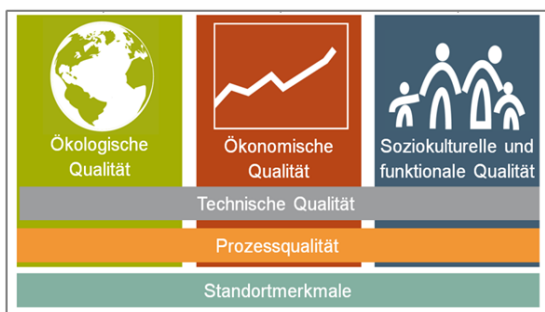 Ökologische
Qualität
Ökonomische
Qualität
Soziokulturelle und
funktionale Qualität
Technische Qualität
Prozessqualität
Standortmerkmale